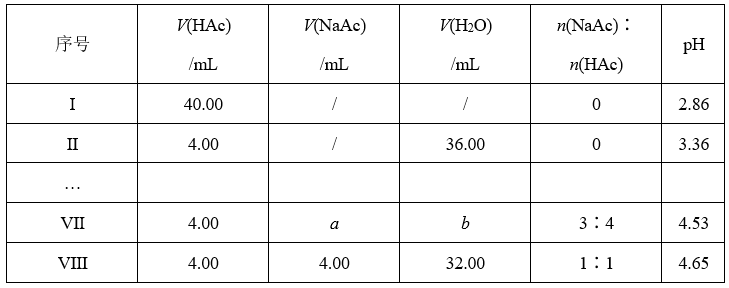 序号 V(HAc) /mL V(NaAc) /mL V(H₂O) /mL n(NaAc)∶ n(HAc) pH
I 40.00 / / 0 2.86
II 4.00 / 36.00 0 3.36
…
VII 4.00 a b 3∶4 4.53
VIII 4.00 4.00 32.00 1∶1 4.65